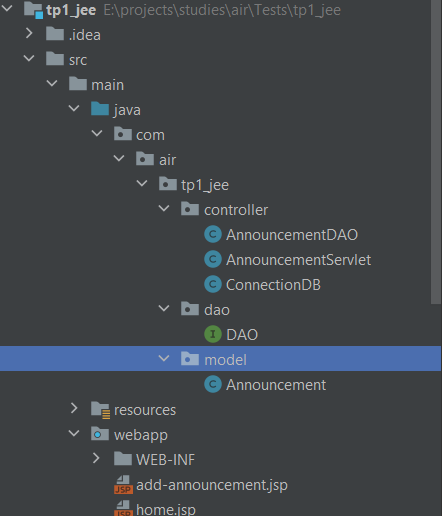 tp1_jee E:\projects\studies\air\Tests\tp1_jee
.idea
src
main
java
com
air
tp1_jee
controller
C AnnouncementDAO
C AnnouncementServlet
C ConnectionDB
dao
I DAO
model
C Announcement
resources
webapp
WEB-INF
JSP add-announcement.jsp
JSP home.jsp